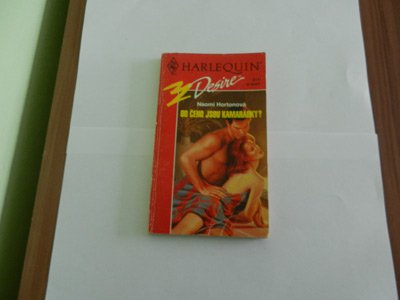 HARLEQUIN
Desire
Naomi Hortonová
OD ČEHO JSOU KAMARÁDKY?